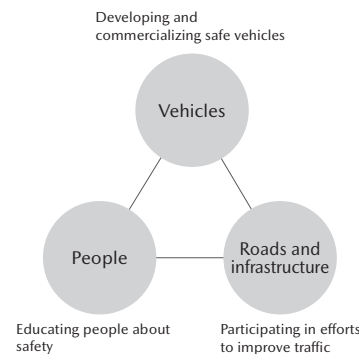 Developing and
commercializing safe vehicles
Vehicles
People
Roads and
infrastructure
Educating people about
safety
Participating in efforts
to improve traffic